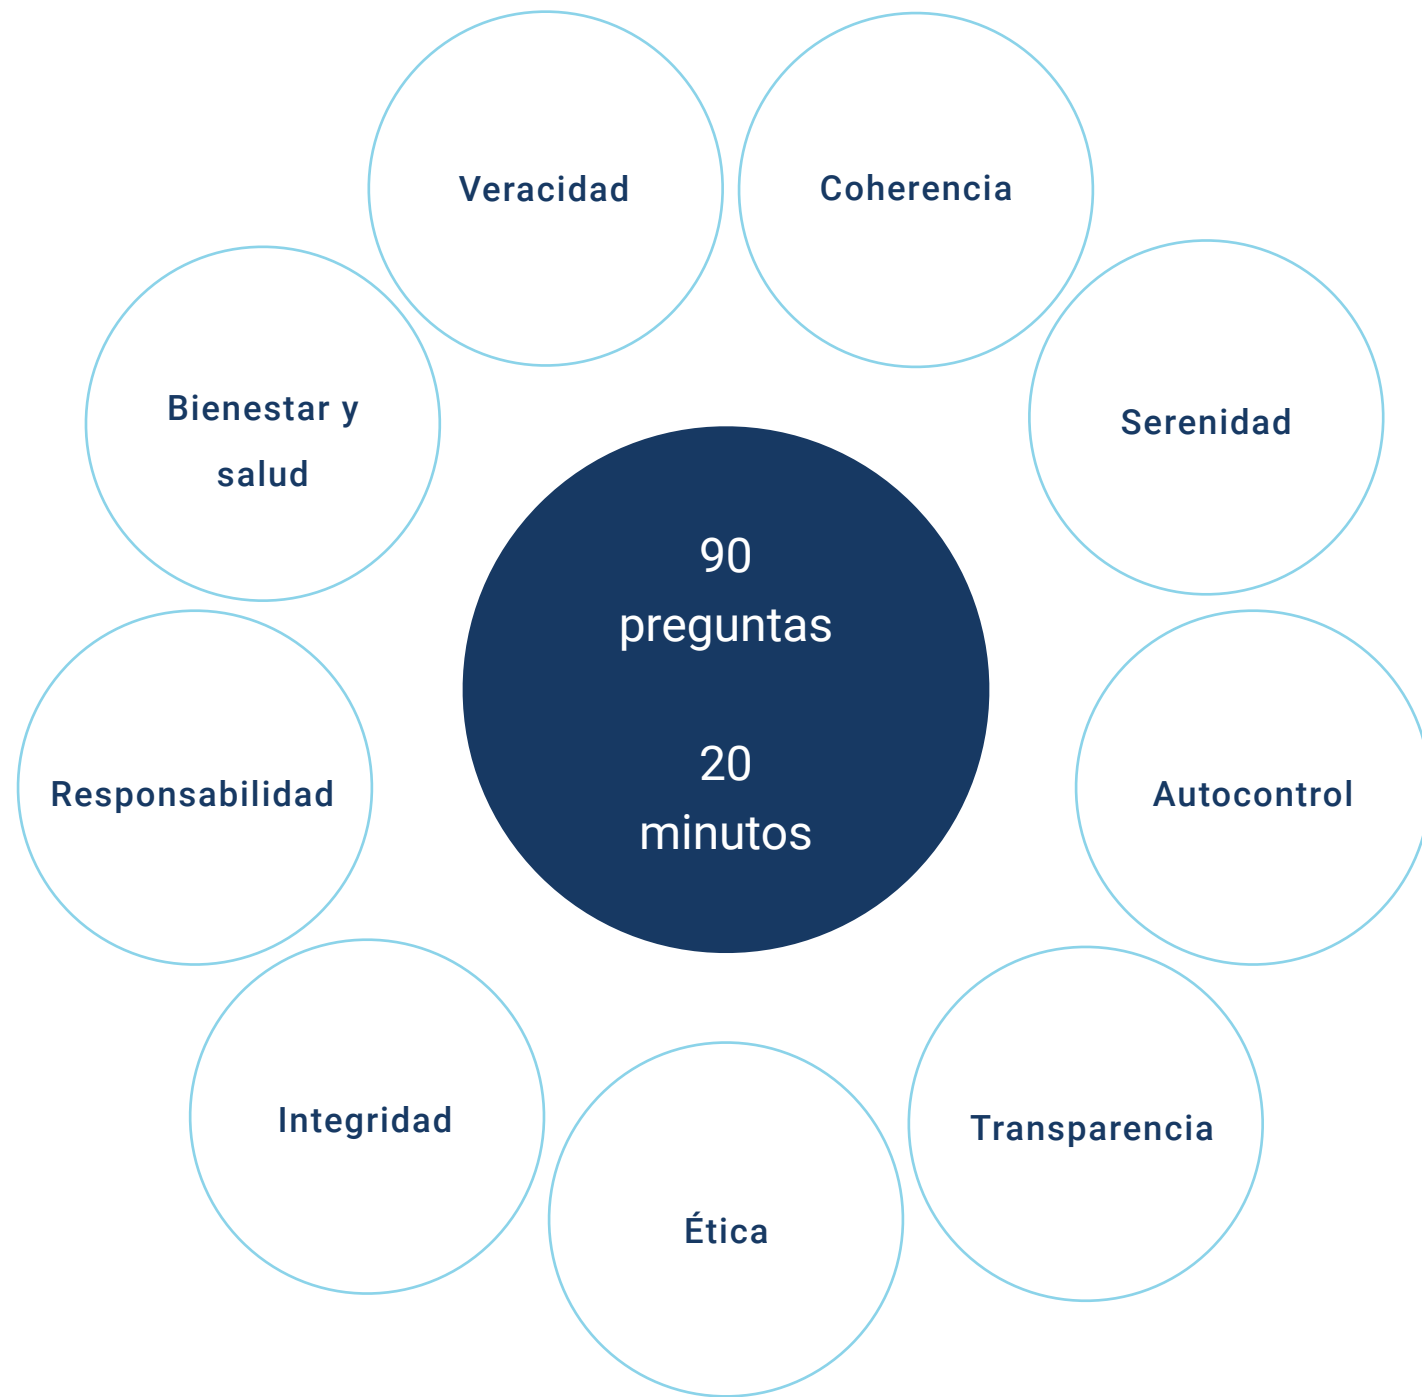 Veracidad
Coherencia
Serenidad
Autocontrol
Transparencia
Ética
Integridad
Responsabilidad
Bienestar y
salud
90
preguntas
20
minutos